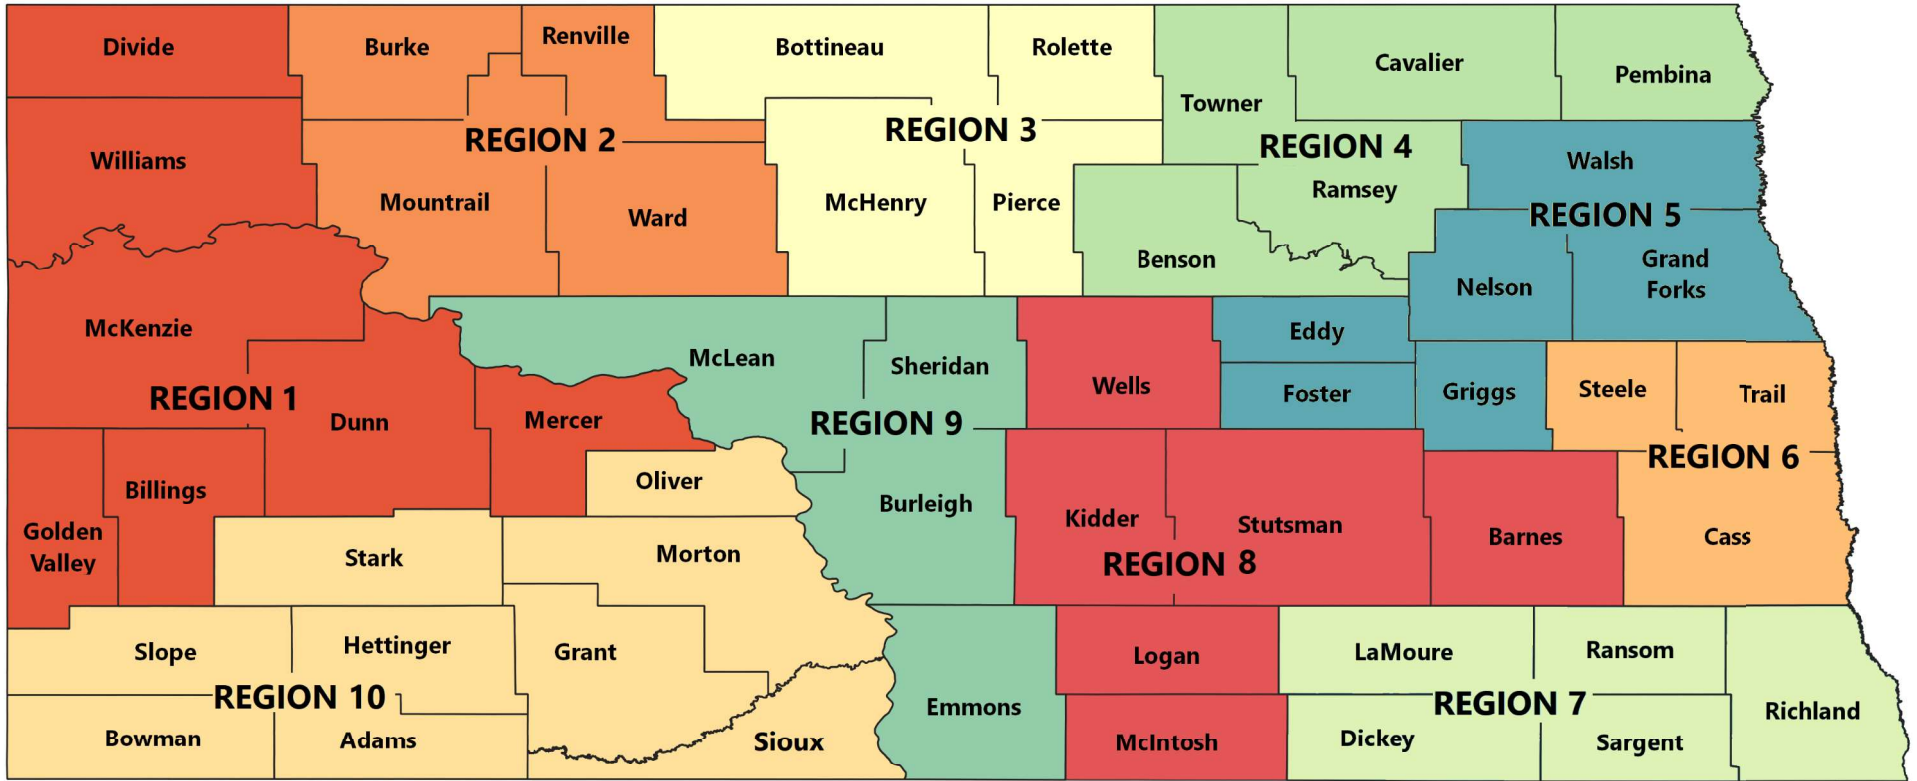 Divide
Burke
Renville
Bottineau
Rolette
Cavalier
Pembina
Towner
Williams
REGION 2
REGION 3
REGION 4
Walsh
Mountrail
Ward
McHenry
Pierce
Ramsey
REGION 5
Benson
Nelson
Grand
Forks
McKenzie
McLean
Sheridan
Eddy
Wells
Foster
Griggs
Steele
Trail
REGION 1
Dunn
Mercer
REGION 9
REGION 6
Billings
Oliver
Burleigh
Kidder
Stutsman
Barnes
Cass
Golden
Valley
Stark
Morton
REGION 8
Slope
Hettinger
Grant
Logan
LaMoure
Ransom
REGION 10
Emmons
REGION 7
Richland
Bowman
Adams
Sioux
McIntosh
Dickey
Sargent